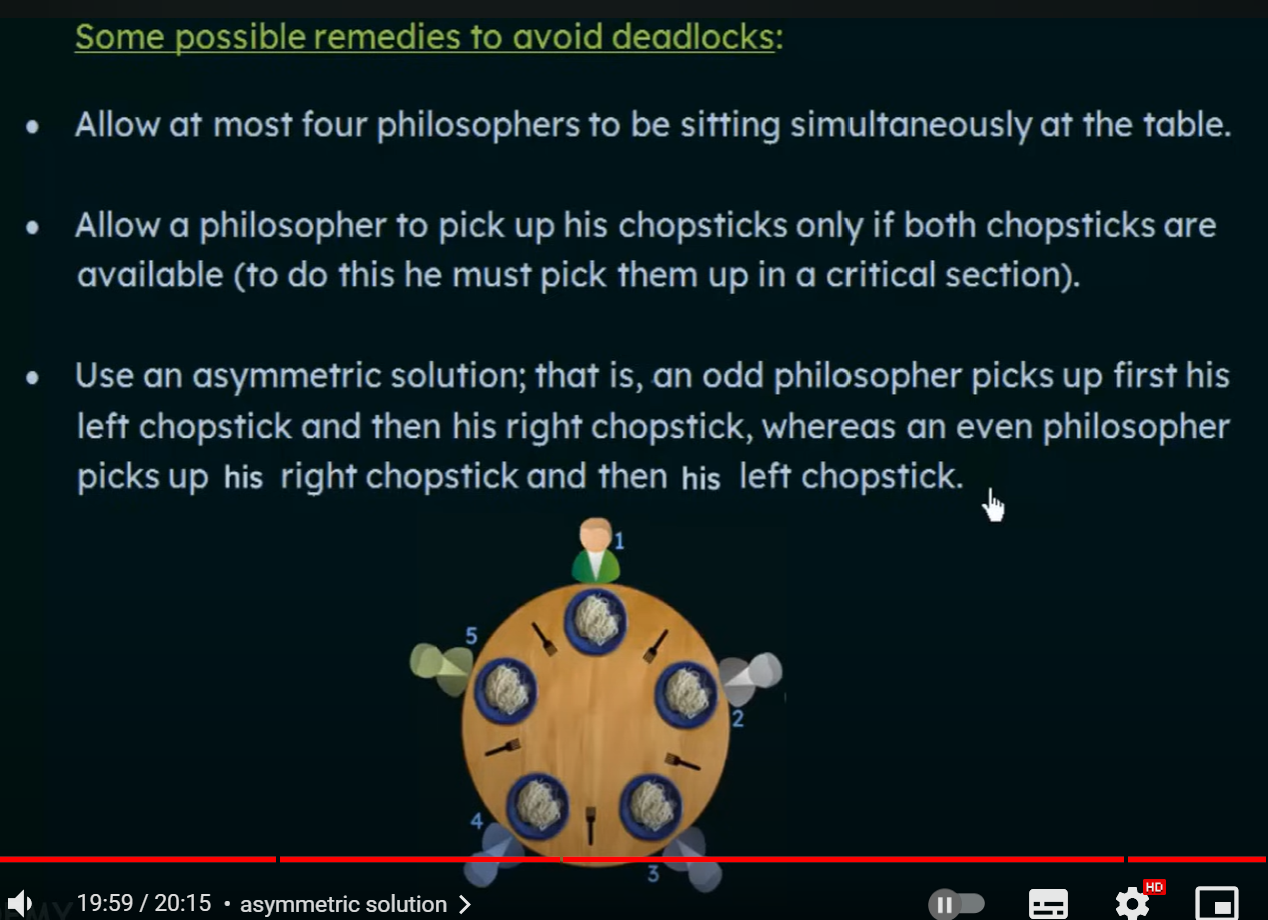 Some possible remedies to avoid deadlocks:
• Allow at most four philosophers to be sitting simultaneously at the table.
• Allow a philosopher to pick up his chopsticks only if both chopsticks are
available (to do this he must pick them up in a critical section).
• Use an asymmetric solution; that is, an odd philosopher picks up first his
left chopstick and then his right chopstick, whereas an even philosopher
picks up his right chopstick and then his left chopstick.
1
5
2
4
3
19:59 / 20:15 • asymmetric solution
HD